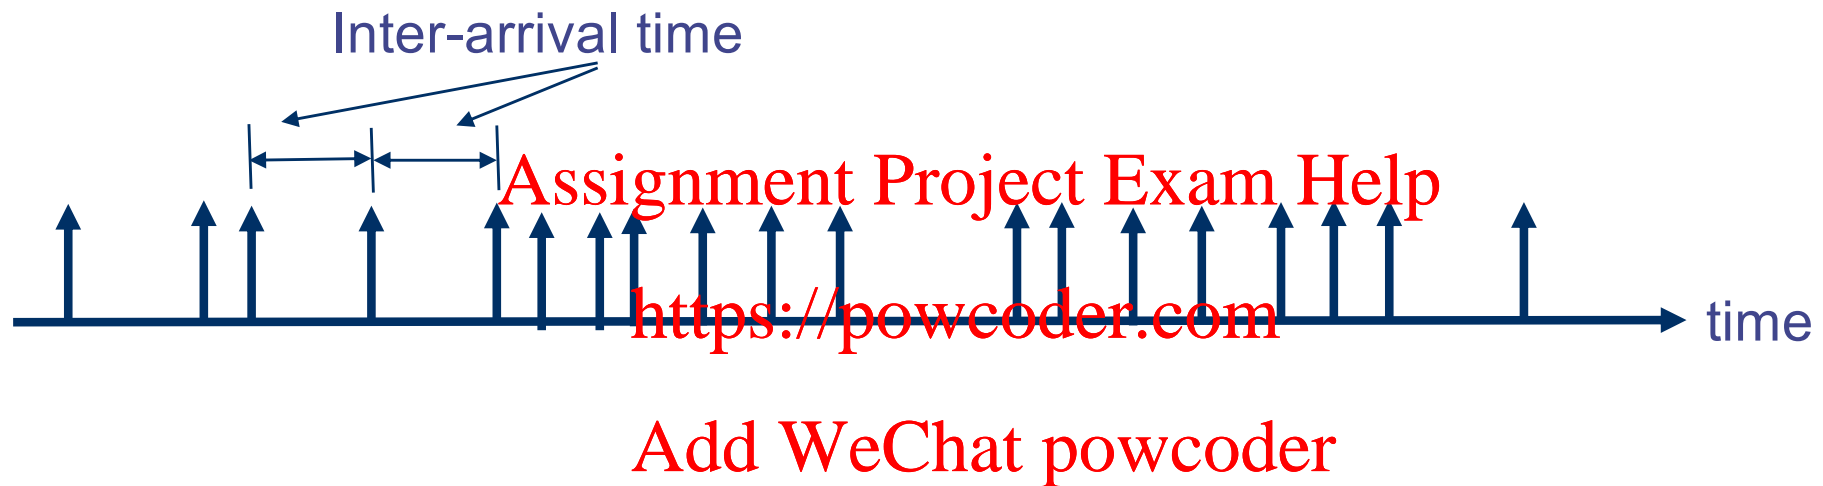 Inter-arrival time
Assignment Project Exam Help
https://powcoder.com
time
Add WeChat powcoder